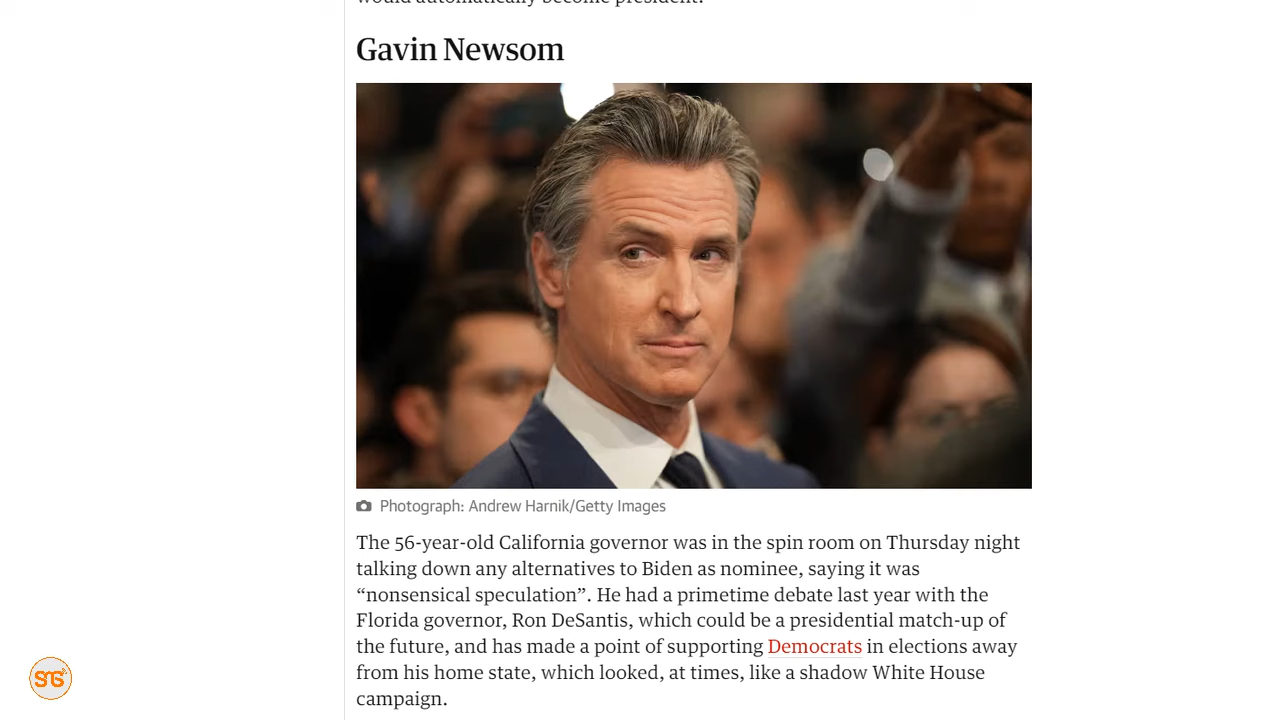 would automatically become president.
Gavin Newsom
Photograph: Andrew Harnik/Getty Images
The 56-year-old California governor was in the spin room on Thursday night
talking down any alternatives to Biden as nominee, saying it was
“nonsensical speculation”. He had a primetime debate last year with the
Florida governor, Ron DeSantis, which could be a presidential match-up of
the future, and has made a point of supporting Democrats in elections away
from his home state, which looked, at times, like a shadow White House
campaign.